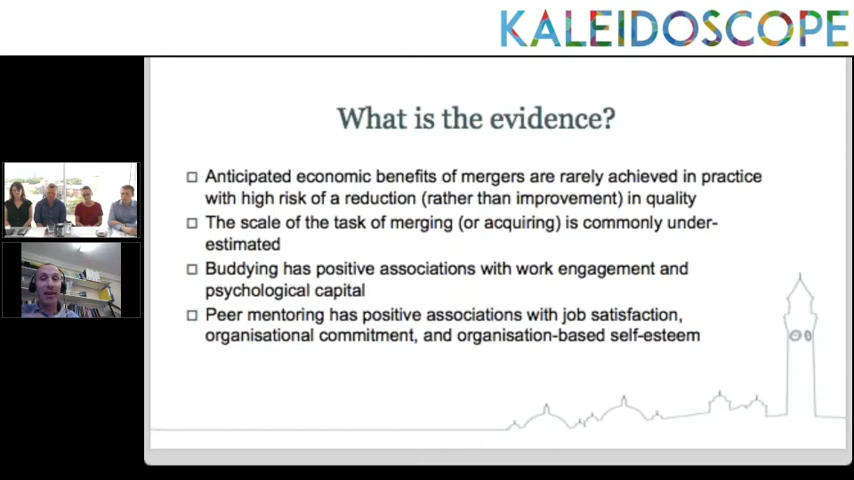 KALEIDOSCOPE
What is the evidence?
Anticipated economic benefits of mergers are rarely achieved in practice
with high risk of a reduction (rather than improvement) in quality
The scale of the task of merging (or acquiring) is commonly under-
estimated
Buddying has positive associations with work engagement and
psychological capital
Peer mentoring has positive associations with job satisfaction,
organisational commitment, and organisation-based self-esteem